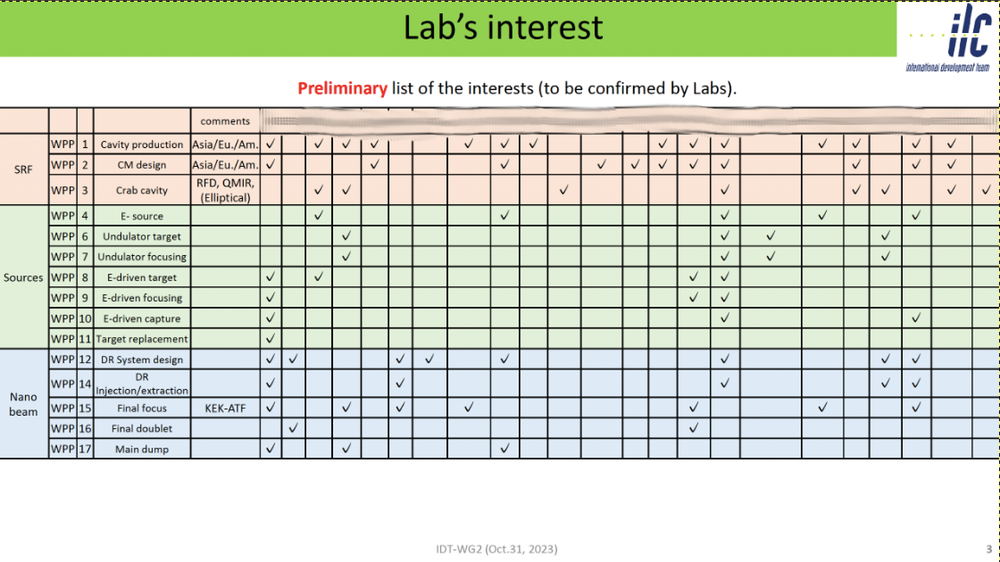 Lab's interest
ilc
international development team
Preliminary list of the interests (to be confirmed by Labs).
comments
SRF
WPP 1 Cavity production Asia/Eu./Am. ✓ ✓ ✓ ✓ ✓ ✓ ✓ ✓ ✓ ✓ ✓ ✓ ✓ ✓
WPP 2 CM design Asia/Eu./Am. ✓ ✓ ✓ ✓ ✓ ✓ ✓ ✓ ✓ ✓ ✓
WPP 3 Crab cavity RFD, QMIR,
(Elliptical) ✓ ✓ ✓ ✓ ✓ ✓ ✓ ✓
Sources
WPP 4 E- source ✓ ✓ ✓ ✓ ✓
WPP 6 Undulator target ✓ ✓ ✓ ✓
WPP 7 Undulator focusing ✓ ✓ ✓ ✓
WPP 8 E-driven target ✓ ✓ ✓ ✓
WPP 9 E-driven focusing ✓ ✓ ✓
WPP 10 E-driven capture ✓ ✓ ✓
WPP 11 Target replacement ✓
Nano
beam
WPP 12 DR System design ✓ ✓ ✓ ✓ ✓ ✓ ✓ ✓
WPP 14 DR
Injection/extraction ✓ ✓ ✓ ✓ ✓
WPP 15 Final focus KEK-ATF ✓ ✓ ✓ ✓ ✓ ✓ ✓
WPP 16 Final doublet ✓ ✓
WPP 17 Main dump ✓ ✓ ✓
IDT-WG2 (Oct.31, 2023)
3